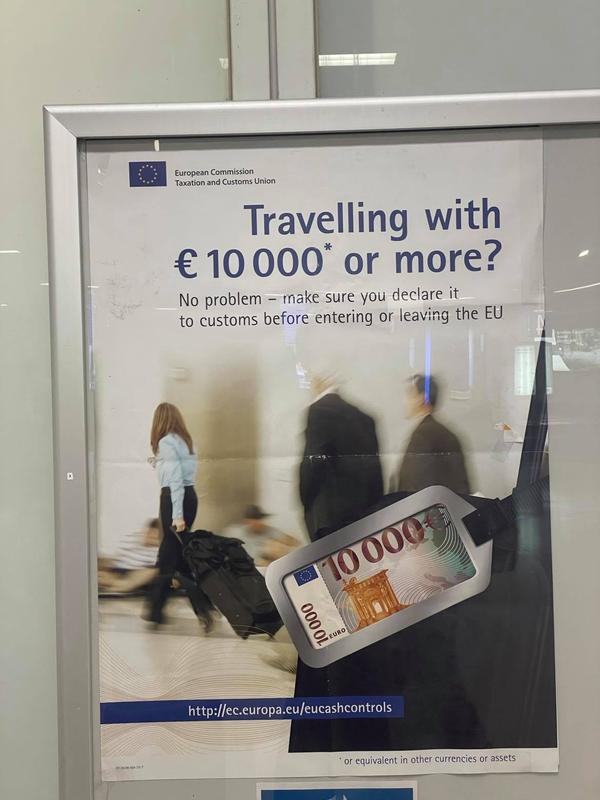 European Commission
Taxation and Customs Union
Travelling with
€ 10 000* or more?
No problem – make sure you declare it
to customs before entering or leaving the EU
10 000 €
10000
EURO
http://ec.europa.eu/eucashcontrols
* or equivalent in other currencies or assets